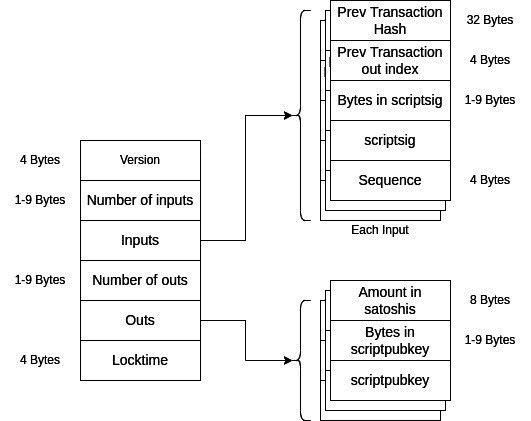 4 Bytes
Version
1-9 Bytes
Number of inputs
Inputs
1-9 Bytes
Number of outs
Outs
4 Bytes
Locktime
Prev Transaction
Hash
32 Bytes
Prev Transaction
out index
4 Bytes
Bytes in scriptsig
1-9 Bytes
scriptsig
Sequence
4 Bytes
Each Input
Amount in
satoshis
8 Bytes
Bytes in
scriptpubkey
1-9 Bytes
scriptpubkey